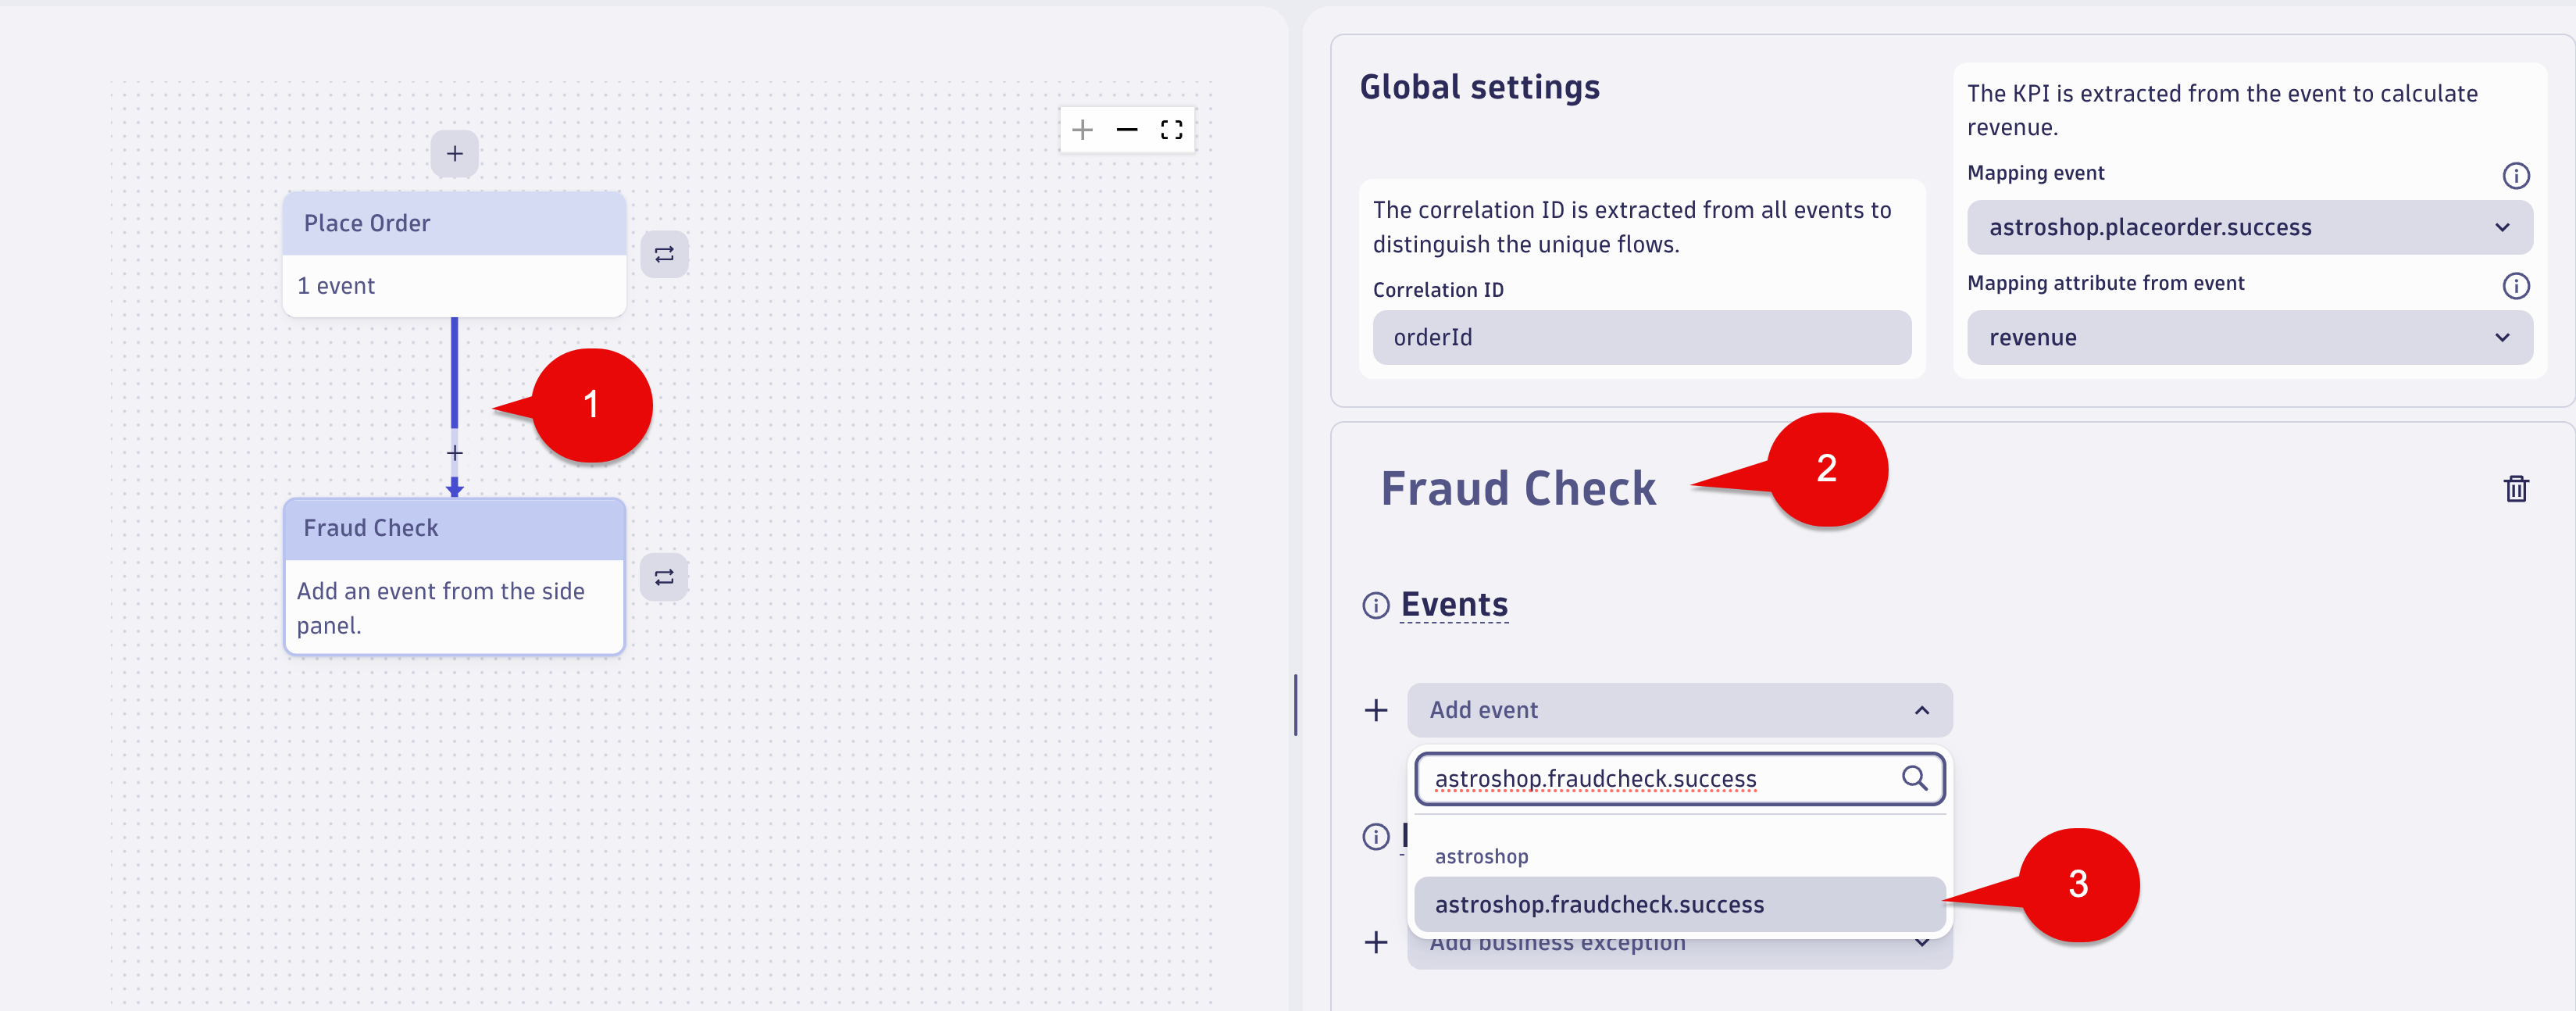 Place Order
1 event
1
Fraud Check
Add an event from the side
panel.
Global settings
The correlation ID is extracted from all events to
distinguish the unique flows.
Correlation ID
orderId
The KPI is extracted from the event to calculate
revenue.
Mapping event
astroshop.placeorder.success
Mapping attribute from event
revenue
Fraud Check
2
Events
Add event
astroshop.fraudcheck.success
astroshop
astroshop.fraudcheck.success
3
Add business exception